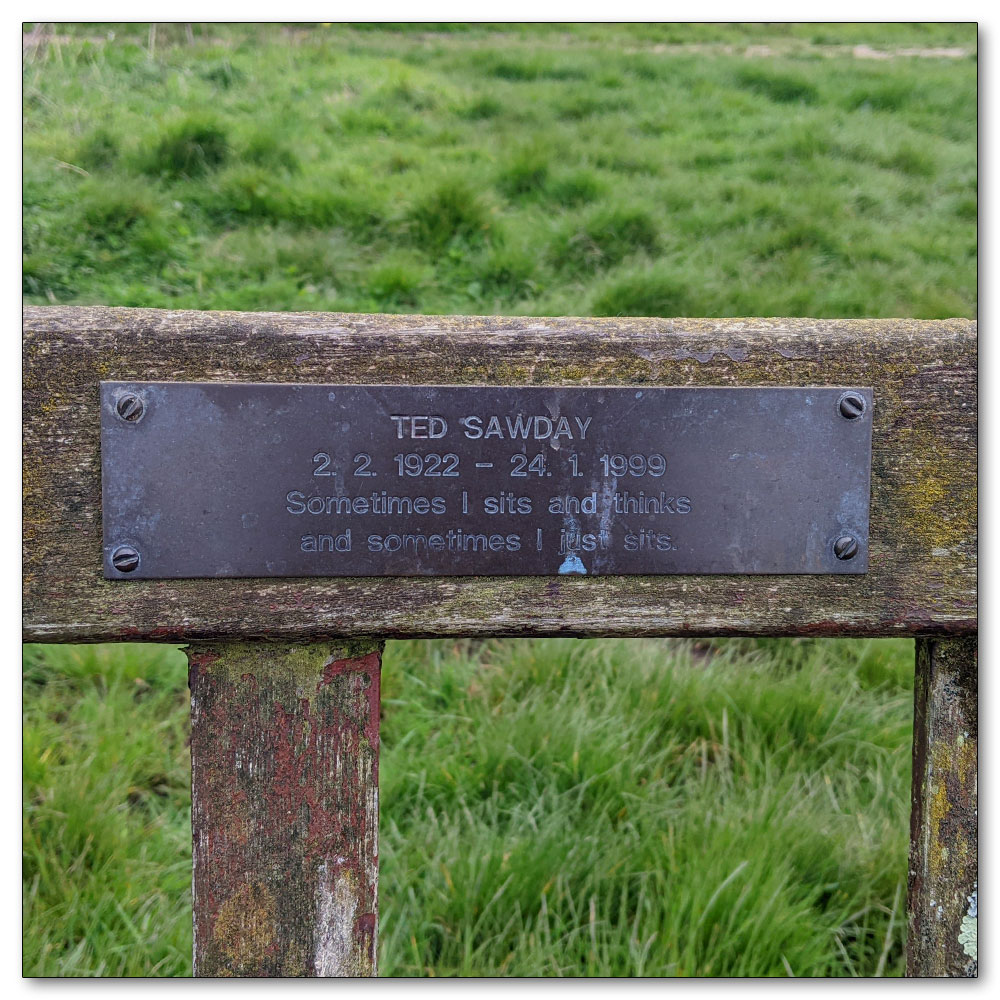 TED SAWDAY
2. 2. 1922 – 24. 1. 1999
Sometimes I sits and thinks
and sometimes I just sits.